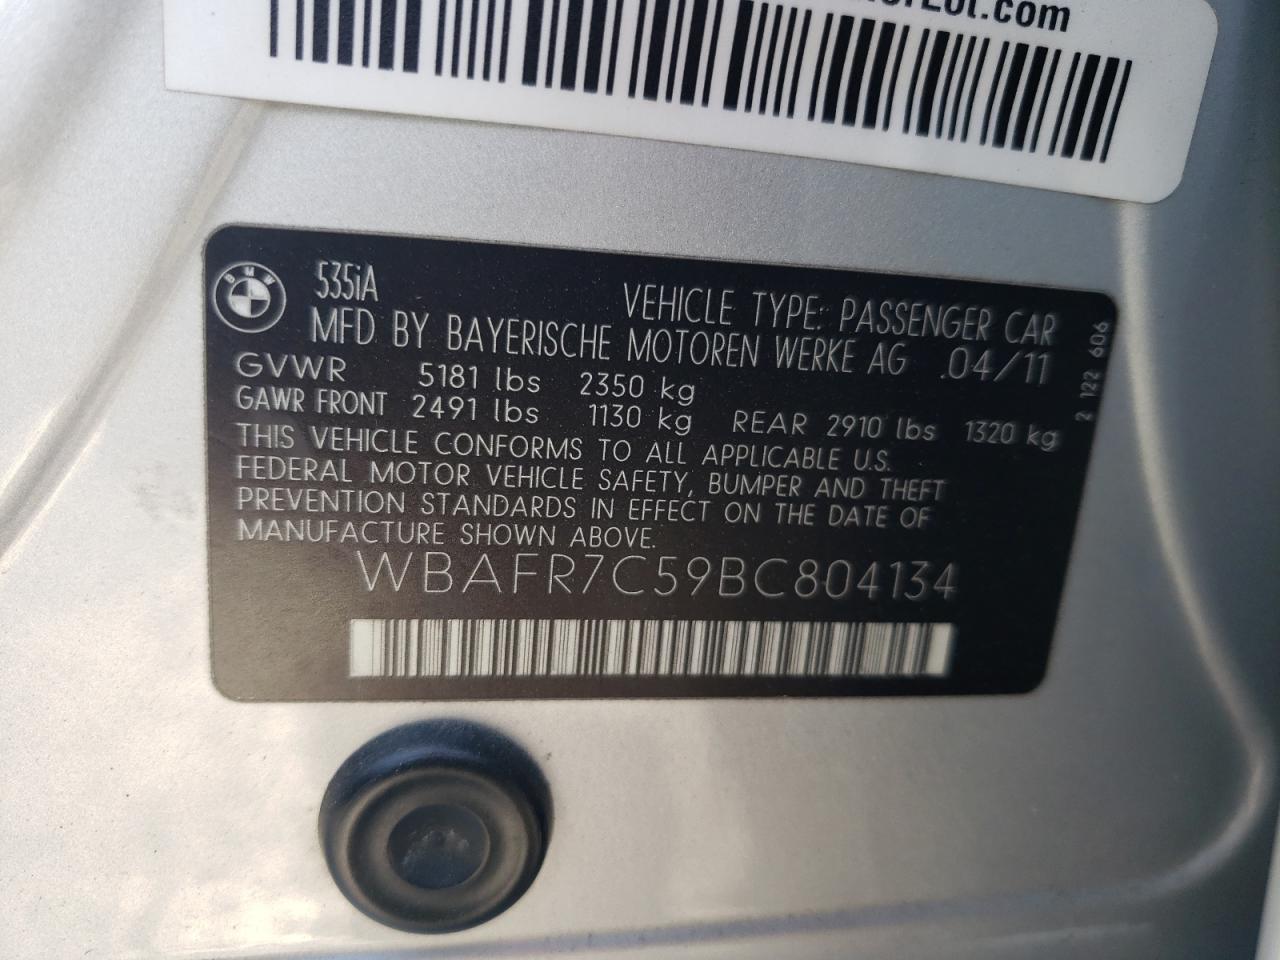 .com
BMW
535iA
VEHICLE TYPE: PASSENGER CAR
MFD BY BAYERISCHE MOTOREN WERKE AG 04/11
GVWR 5181 lbs 2350 kg
GAWR FRONT 2491 lbs 1130 kg REAR 2910 lbs 1320 kg
THIS VEHICLE CONFORMS TO ALL APPLICABLE U.S.
FEDERAL MOTOR VEHICLE SAFETY, BUMPER AND THEFT
PREVENTION STANDARDS IN EFFECT ON THE DATE OF
MANUFACTURE SHOWN ABOVE.
WBAFR7C59BC804134
2 122 606